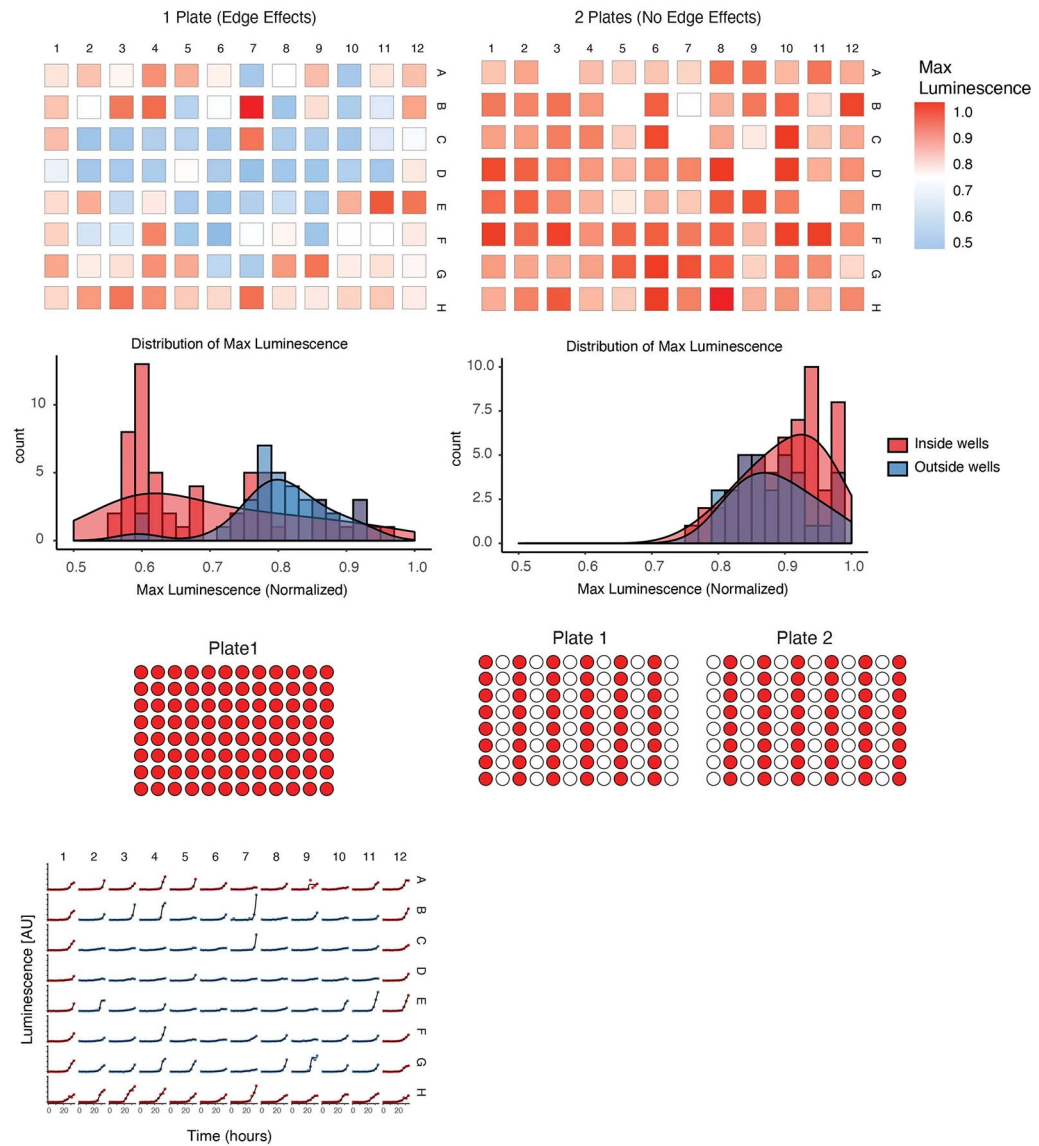 1 Plate (Edge Effects)
2 Plates (No Edge Effects)
1 2 3 4 5 6 7 8 9 10 11 12
A
B
C
D
E
F
G
H
1 2 3 4 5 6 7 8 9 10 11 12
A
B
C
D
E
F
G
H
Max
Luminescence
1.0
0.9
0.8
0.7
0.6
0.5
Distribution of Max Luminescence
count
10
5
0
0.5 0.6 0.7 0.8 0.9 1.0
Max Luminescence (Normalized)
Distribution of Max Luminescence
count
10.0
7.5
5.0
2.5
0.0
0.5 0.6 0.7 0.8 0.9 1.0
Max Luminescence (Normalized)
Inside wells
Outside wells
Plate1
Plate 1
Plate 2
1 2 3 4 5 6 7 8 9 10 11 12
A
B
C
D
E
F
G
H
Luminescence [AU]
0 20 0 20 0 20 0 20 0 20 0 20 0 20 0 20 0 20 0 20 0 20 0 20
Time (hours)